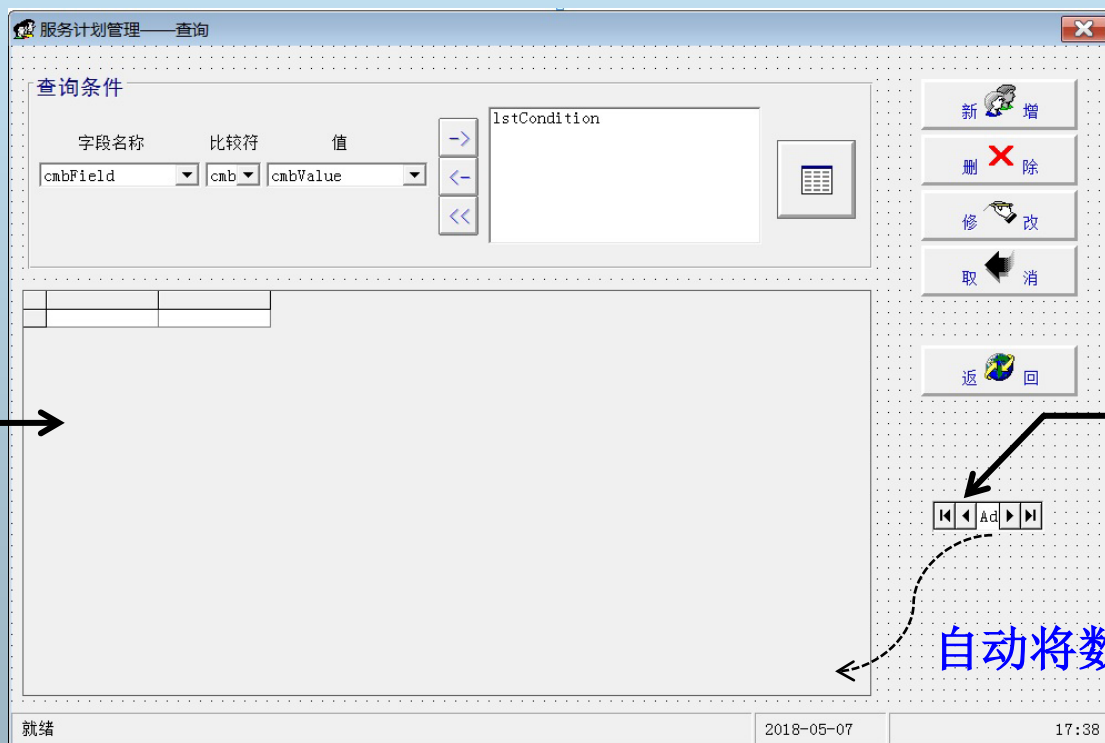 服务计划管理——查询
查询条件
字段名称 比较符 值
cmbField cmb cmbValue
->
<-
<<
lstCondition
新 增
删 除
修 改
取 消
返 回
Ad
自动将数
就绪 2018-05-07 17:38